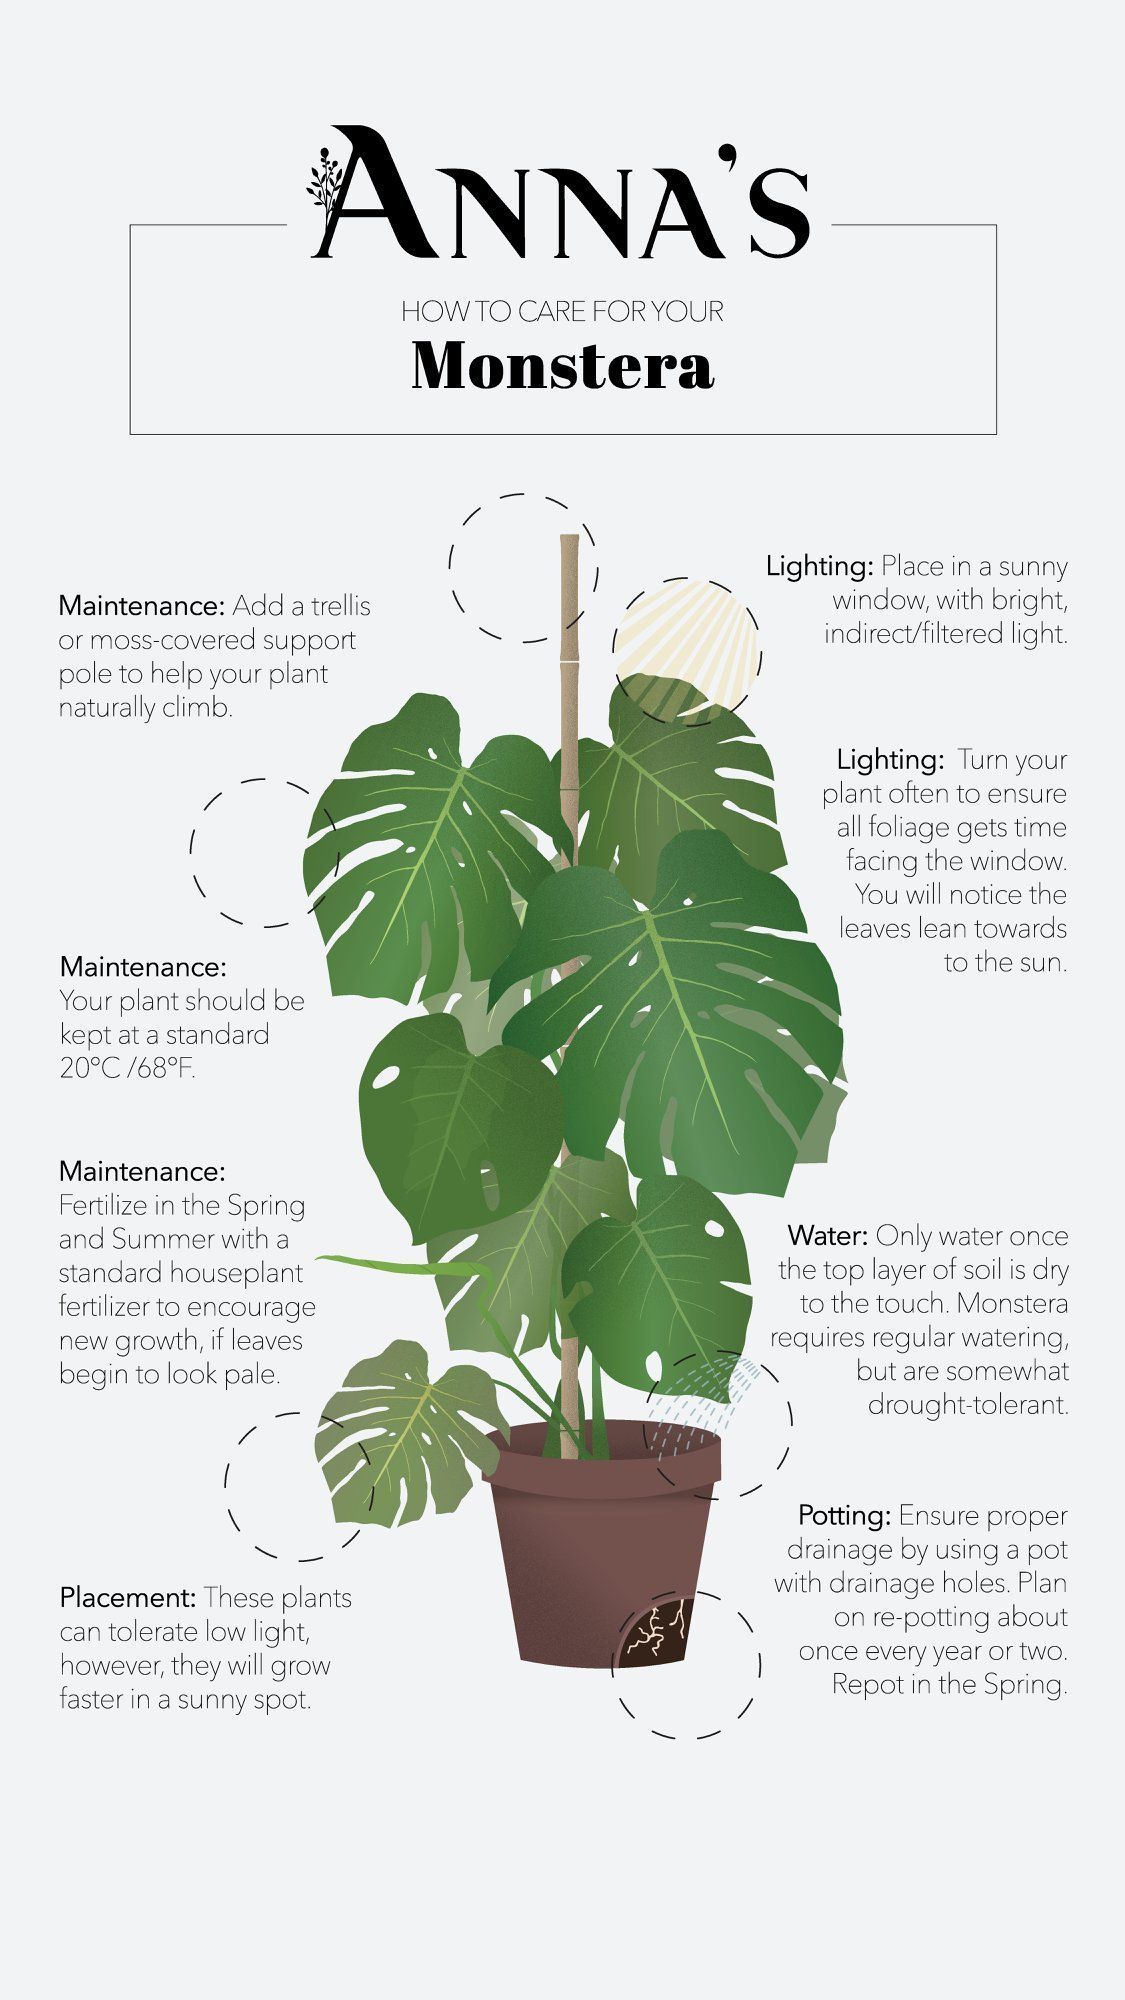 ANNA'S
HOW TO CARE FOR YOUR
Monstera
Maintenance: Add a trellis
or moss-covered support
pole to help your plant
naturally climb.
Maintenance:
Your plant should be
kept at a standard
20°C /68°F.
Maintenance:
Fertilize in the Spring
and Summer with a
standard houseplant
fertilizer to encourage
new growth, if leaves
begin to look pale.
Placement: These plants
can tolerate low light,
however, they will grow
faster in a sunny spot.
Lighting: Place in a sunny
window, with bright,
indirect/filtered light.
Lighting: Turn your
plant often to ensure
all foliage gets time
facing the window.
You will notice the
leaves lean towards
to the sun.
Water: Only water once
the top layer of soil is dry
to the touch. Monstera
requires regular watering,
but are somewhat
drought-tolerant.
Potting: Ensure proper
drainage by using a pot
with drainage holes. Plan
on re-potting about
once every year or two.
Repot in the Spring.